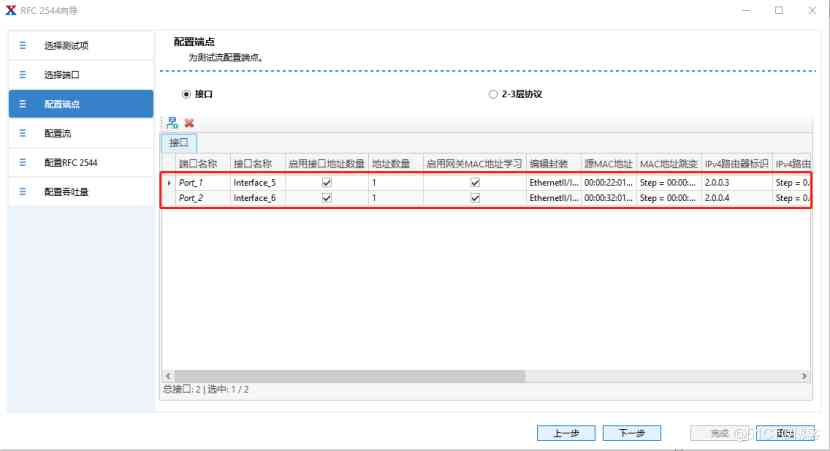 RFC 2544向导
选择测试项
选择端口
配置端点
配置流
配置RFC 2544
配置吞吐量
配置端点
为测试流配置端点。
接口 2-3层协议
接口
端口名称 接口名称 启用接口地址数量 地址数量 启用网关MAC地址学习 编辑封装 源MAC地址 MAC地址跳变 IPv4路由器标识 IPv4路由
Port_1 Interface_5 1 EthernetII/I... 00:00:22:01... Step = 00:00:... 2.0.0.3 Step = 0.
Port_2 Interface_6 1 EthernetII/I... 00:00:32:01... Step = 00:00:... 2.0.0.4 Step = 0.
总接口: 2 | 选中: 1 / 2
上一步 下一步 完成